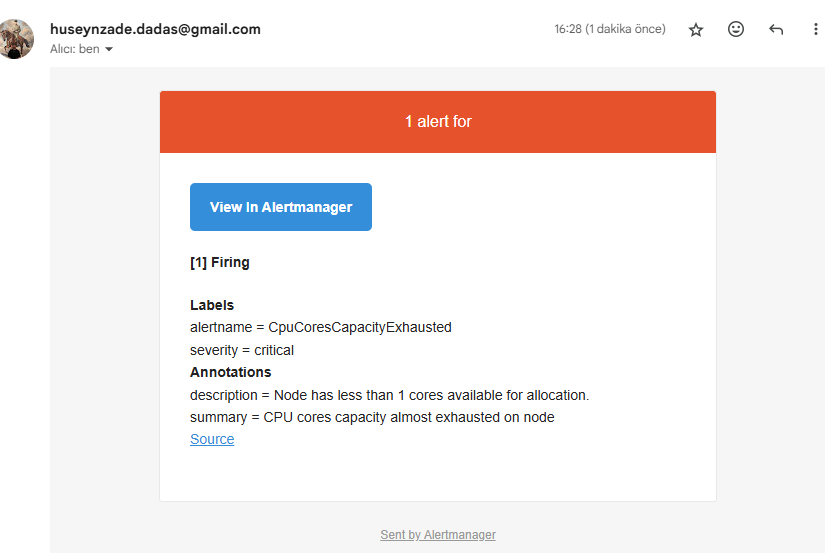 huseynzade.dadas@gmail.com
16:28 (1 dakika önce)
Alıcı: ben
1 alert for
View In Alertmanager
[1] Firing
Labels
alertname = CpuCoresCapacityExhausted
severity = critical
Annotations
description = Node has less than 1 cores available for allocation.
summary = CPU cores capacity almost exhausted on node
Source
Sent by Alertmanager